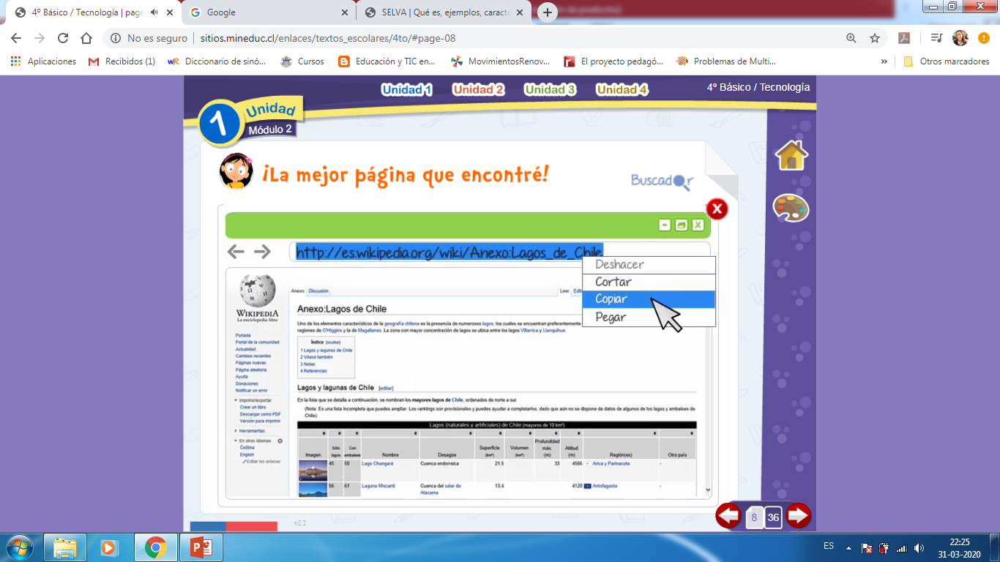 4º Básico / Tecnología | page
Google
SELVA | Qué es, ejemplos, caracte
No es seguro
sitios.mineduc.cl/enlaces/textos_escolares/4to/#page-08
Aplicaciones
Recibidos (1)
Diccionario de sinó...
Cursos
Educación y TIC en...
MovimientosRenov...
El proyecto pedagó...
Problemas de Multi...
»
Otros marcadores
Unidad 1
Unidad 2
Unidad 3
Unidad 4
4º Básico / Tecnología
1
Unidad
Módulo 2
¡La mejor página que encontré!
Buscador
X
http://es.wikipedia.org/wiki/Anexo:Lagos_de_Chile
Deshacer
Cortar
Copiar
Pegar
WIKIPEDIA
La enciclopedia libre
Portada
Portal de la comunidad
Actualidad
Cambios recientes
Páginas nuevas
Página aleatoria
Ayuda
Donaciones
Notificar un error
Imprimir/exportar
Crear un libro
Descargar como PDF
Versión para imprimir
Herramientas
En otros idiomas
Čeština
English
Editar los enlaces
Anexo
Discusión
Leer
Edit
Anexo:Lagos de Chile
Uno de los elementos característicos de la geografía chilena es la presencia de numerosos lagos, los cuales se encuentran preferentemente
regiones de O'Higgins y la de Magallanes. La zona con mayor concentración de lagos se ubica entre los lagos Villarrica y Llanquihue.
Índice [ocultar]
1 Lagos y lagunas de Chile
2 Véase también
3 Notas
4 Referencias
Lagos y lagunas de Chile [editar]
En la lista que se detalla a continuación, se nombran los mayores lagos de Chile, ordenados de norte a sur.
(Nota: Es una lista incompleta que puedes ampliar. Los rankings son provisionales y puedes ayudar a completarlos, dado que aún no se dispone de datos de algunos de los lagos y embalses de
Chile).
Lagos (naturales y artificiales) de Chile (mayores de 10 km²)
Imagen
Sólo lagos
Con embalses
Nombre
Desagüe
Superficie (km²)
Volumen (hm³)
Profundidad máx. (m)
Altitud (m)
Región(es)
Otro país
45 50 Lago Chungará Cuenca endorreica 21,5 33 4566 Arica y Parinacota -
56 61 Laguna Miscanti Cuenca del salar de Atacama 13,4 4120 Antofagasta -
v2.2
8
36
ES
22:25
31-03-2020